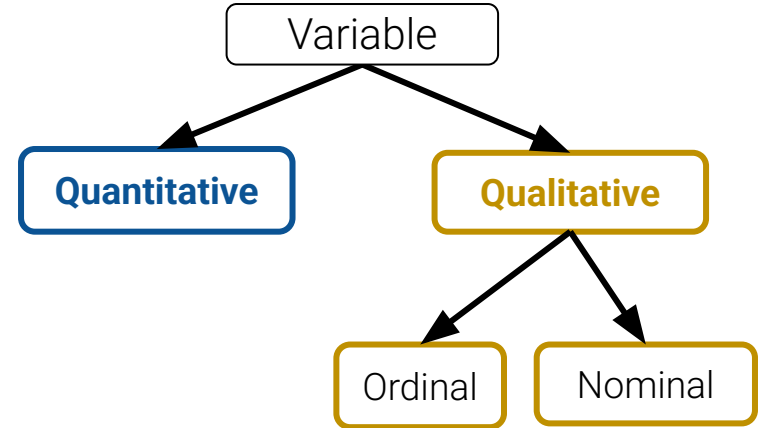 Variable
Quantitative
Qualitative
Ordinal
Nominal